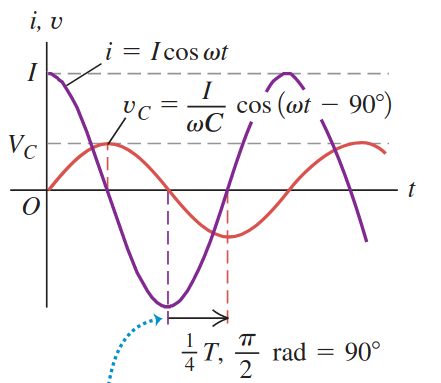 i, v
i = I cos ωt
I
v_C = I/ωC cos (ωt − 90°)
V_C
t
O
1/4 T, π/2 rad = 90°